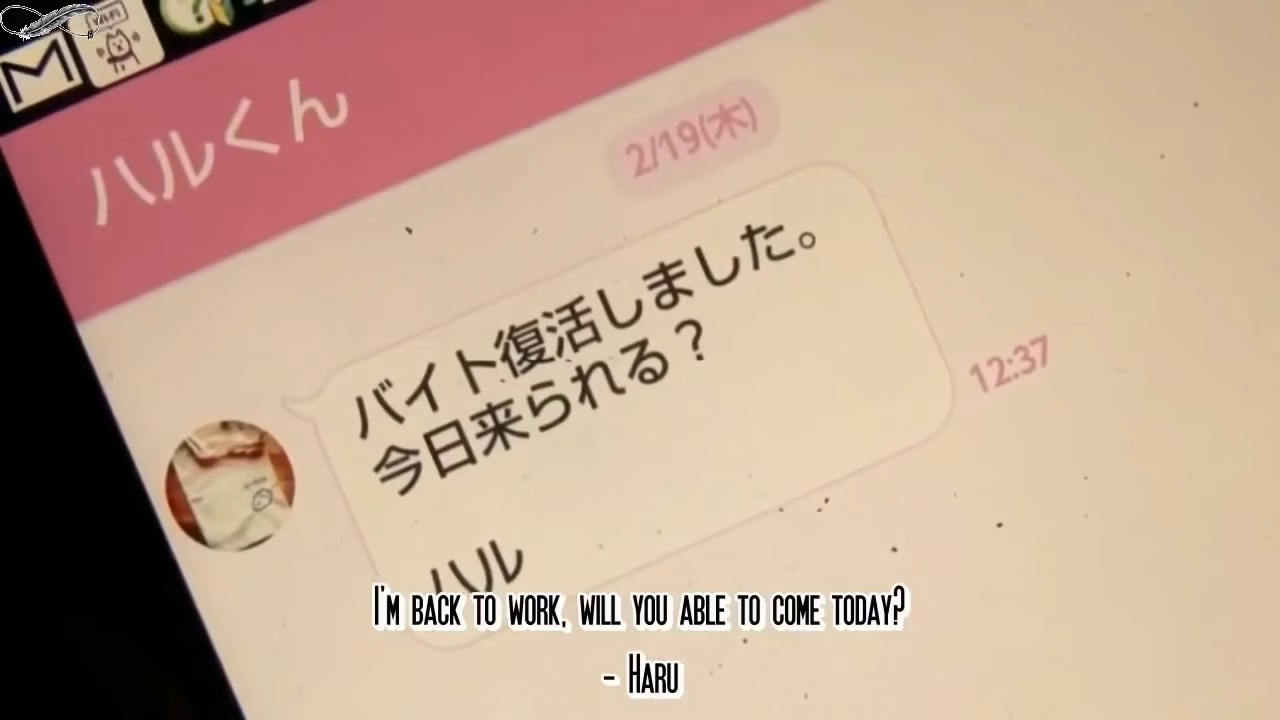 ハルくん
2/19(木)
バイト復活しました。
今日来られる？
12:37
ハル
I'm back to work, will you able to come today?
- Haru